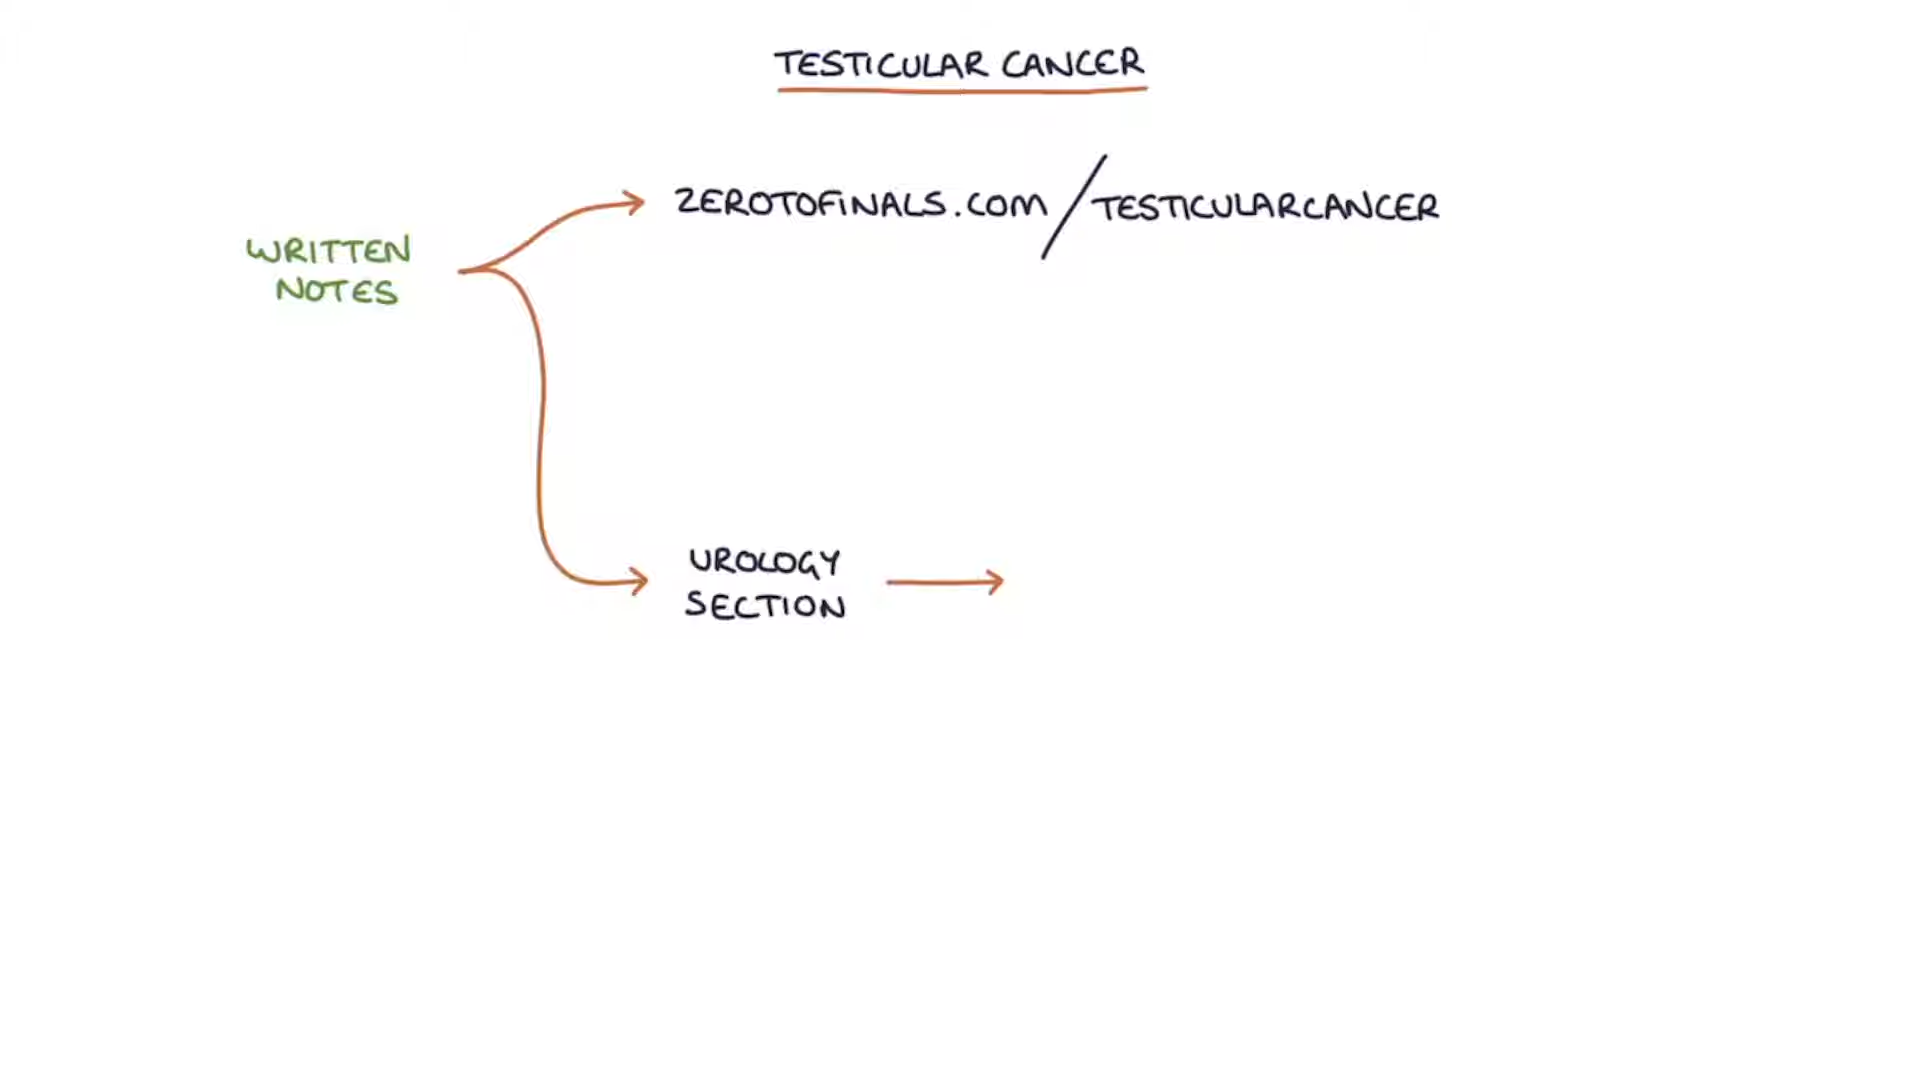 TESTICULAR CANCER
ZEROTOFINALS.COM/TESTICULARCANCER
WRITTEN
NOTES
UROLOGY
SECTION